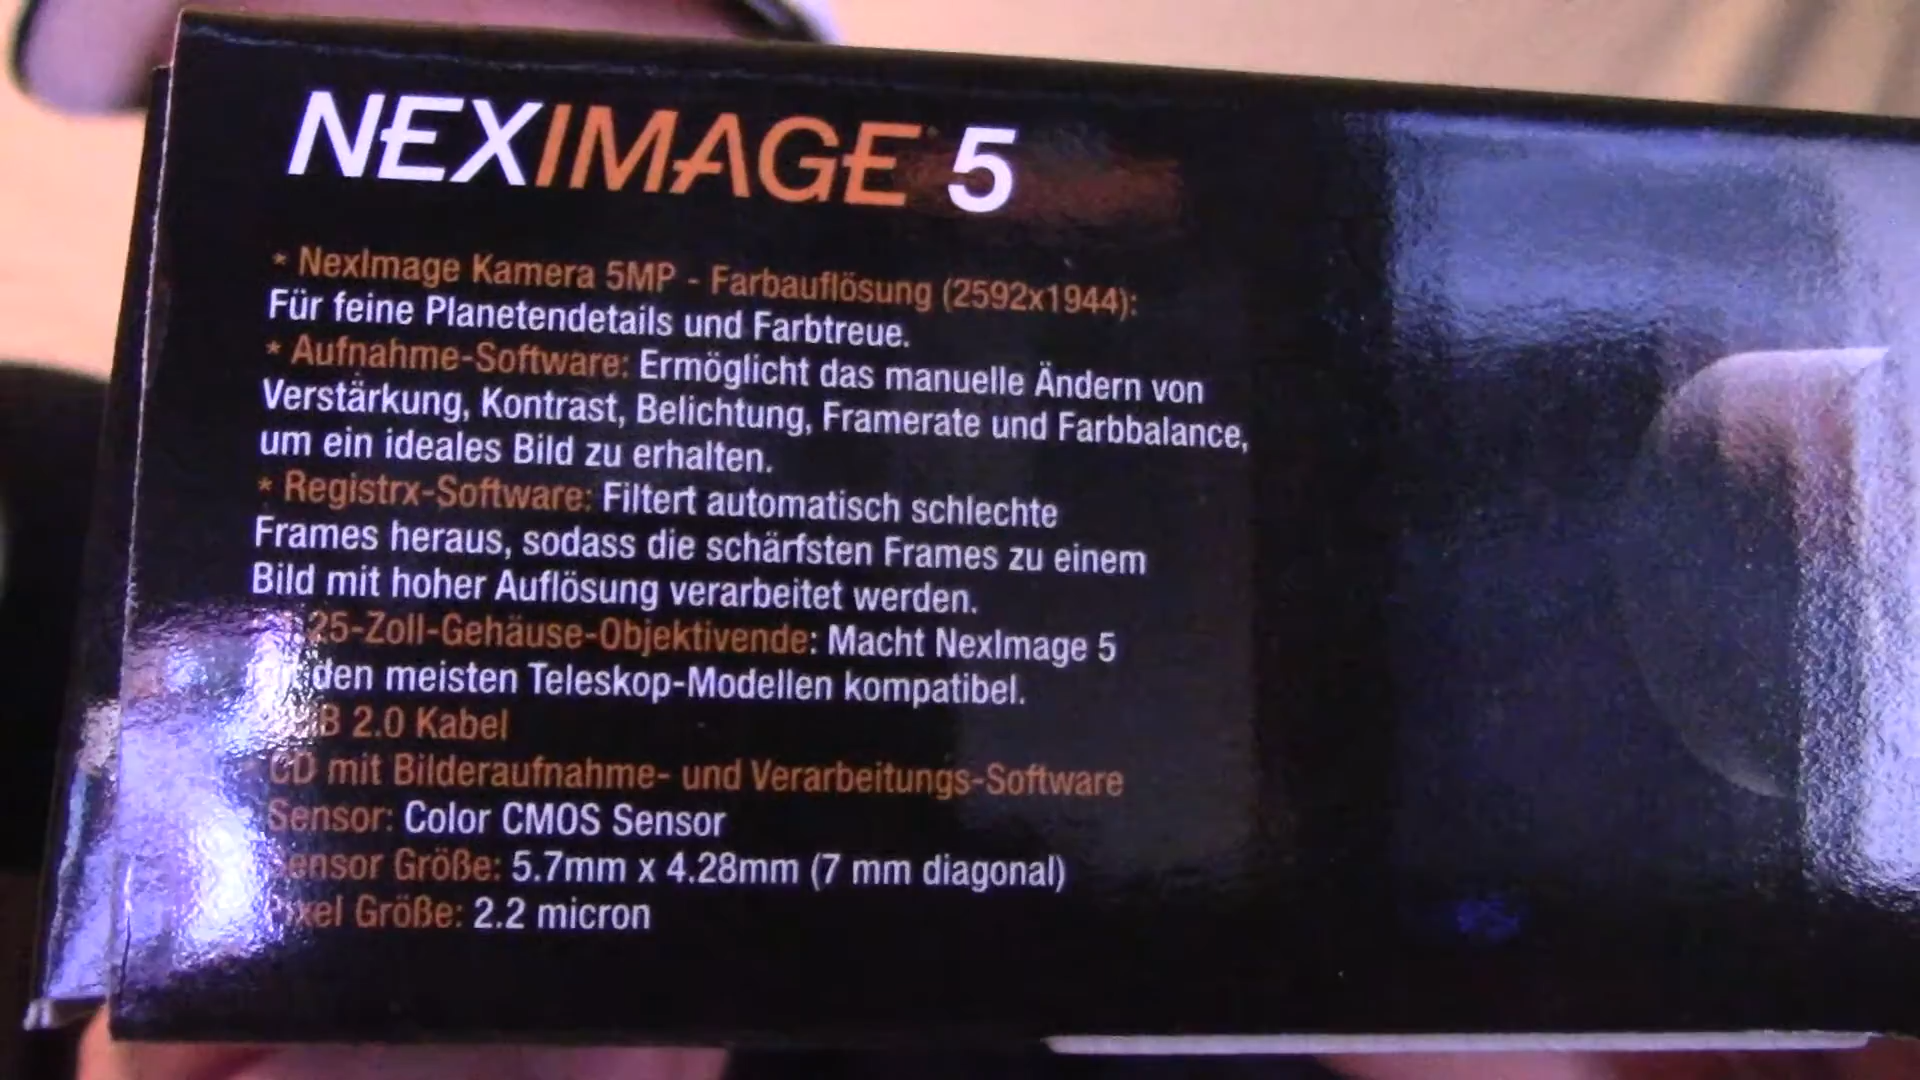 NEXIMAGE 5
* NexImage Kamera 5MP - Farbauflösung (2592x1944):
Für feine Planetendetails und Farbtreue.
* Aufnahme-Software: Ermöglicht das manuelle Ändern von
Verstärkung, Kontrast, Belichtung, Framerate und Farbbalance,
um ein ideales Bild zu erhalten.
* Registrx-Software: Filtert automatisch schlechte
Frames heraus, sodass die schärfsten Frames zu einem
Bild mit hoher Auflösung verarbeitet werden.
25-Zoll-Gehäuse-Objektivende: Macht NexImage 5
den meisten Teleskop-Modellen kompatibel.
2.0 Kabel
CD mit Bilderaufnahme- und Verarbeitungs-Software
Sensor: Color CMOS Sensor
Sensor Größe: 5.7mm x 4.28mm (7 mm diagonal)
Pixel Größe: 2.2 micron